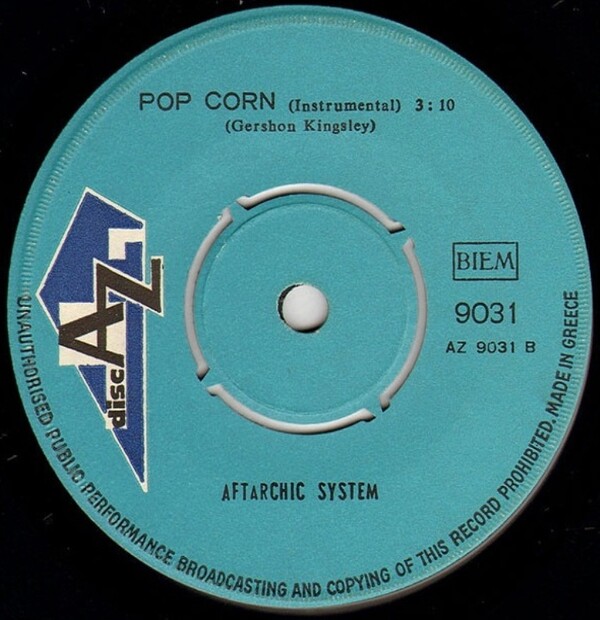 POP CORN (Instrumental) 3:10
(Gershon Kingsley)
disc AZ
BIEM
9031
AZ 9031 B
AFTARCHIC SYSTEM
UNAUTHORISED PUBLIC PERFORMANCE BROADCASTING AND COPYING OF THIS RECORD PROHIBITED. MADE IN GREECE